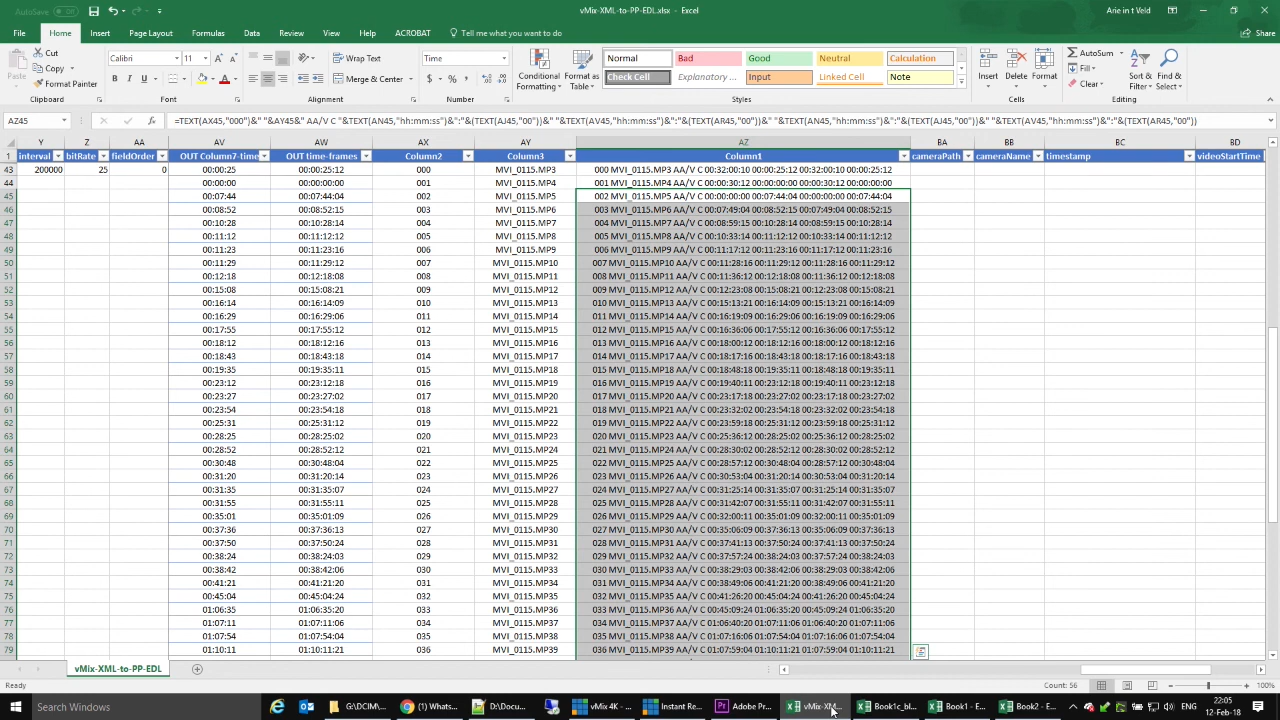 AutoSave Off
vMix-XML-to-PP-EDL.xlsx - Excel
Arie in t Veld
File Home Insert Page Layout Formulas Data Review View Help ACROBAT Tell me what you want to do Share
Cut
Copy
Format Painter
Paste
Clipboard
Calibri 11
Font
Wrap Text
Merge & Center
Alignment
Time
Number
Conditional Formatting
Format as Table
Normal Bad Good Neutral Calculation
Check Cell Explanatory ... Input Linked Cell Note
Styles
Insert Delete Format
Cells
AutoSum
Fill
Clear
Sort & Filter
Find & Select
Editing
AZ45 =TEXT(AX45,"000")&" "&AY45&" AA/V C "&TEXT(AN45,"hh:mm:ss")&":"&(TEXT(AJ45,"00"))&" "&TEXT(AV45,"hh:mm:ss")&":"&(TEXT(AR45,"00"))&" "&TEXT(AN45,"hh:mm:ss")&":"&(TEXT(AJ45,"00"))&" "&TEXT(AV45,"hh:mm:ss")&":"&(TEXT(AR45,"00"))
Y Z AA AV AW AX AY AZ BA BB BC BD
1 interval bitRate fieldOrder OUT Column7-time OUT time-frames Column2 Column3 Column1 cameraPath cameraName timestamp videoStartTime
43 200000 25 0 00:00:25 00:00:25:12 000 MVI_0115.MP3 000 MVI_0115.MP3 AA/V C 00:32:00:10 00:00:25:12 00:32:00:10 00:00:25:12
44 00:00:00 00:00:00:00 001 MVI_0115.MP4 001 MVI_0115.MP4 AA/V C 00:00:30:12 00:00:00:00 00:00:30:12 00:00:00:00
45 00:07:44 00:07:44:04 002 MVI_0115.MP5 002 MVI_0115.MP5 AA/V C 00:00:00:00 00:07:44:04 00:00:00:00 00:07:44:04
46 00:08:52 00:08:52:15 003 MVI_0115.MP6 003 MVI_0115.MP6 AA/V C 00:07:49:04 00:08:52:15 00:07:49:04 00:08:52:15
47 00:10:28 00:10:28:14 004 MVI_0115.MP7 004 MVI_0115.MP7 AA/V C 00:08:59:15 00:10:28:14 00:08:59:15 00:10:28:14
48 00:11:12 00:11:12:12 005 MVI_0115.MP8 005 MVI_0115.MP8 AA/V C 00:10:33:14 00:11:12:12 00:10:33:14 00:11:12:12
49 00:11:23 00:11:23:16 006 MVI_0115.MP9 006 MVI_0115.MP9 AA/V C 00:11:17:12 00:11:23:16 00:11:17:12 00:11:23:16
50 00:11:29 00:11:29:12 007 MVI_0115.MP10 007 MVI_0115.MP10 AA/V C 00:11:28:16 00:11:29:12 00:11:28:16 00:11:29:12
51 00:12:18 00:12:18:08 008 MVI_0115.MP11 008 MVI_0115.MP11 AA/V C 00:11:36:12 00:12:18:08 00:11:36:12 00:12:18:08
52 00:15:08 00:15:08:21 009 MVI_0115.MP12 009 MVI_0115.MP12 AA/V C 00:12:23:08 00:15:08:21 00:12:23:08 00:15:08:21
53 00:16:14 00:16:14:09 010 MVI_0115.MP13 010 MVI_0115.MP13 AA/V C 00:15:13:21 00:16:14:09 00:15:13:21 00:16:14:09
54 00:16:29 00:16:29:06 011 MVI_0115.MP14 011 MVI_0115.MP14 AA/V C 00:16:19:09 00:16:29:06 00:16:19:09 00:16:29:06
55 00:17:55 00:17:55:12 012 MVI_0115.MP15 012 MVI_0115.MP15 AA/V C 00:16:36:06 00:17:55:12 00:16:36:06 00:17:55:12
56 00:18:12 00:18:12:16 013 MVI_0115.MP16 013 MVI_0115.MP16 AA/V C 00:18:00:12 00:18:12:16 00:18:00:12 00:18:12:16
57 00:18:43 00:18:43:18 014 MVI_0115.MP17 014 MVI_0115.MP17 AA/V C 00:18:17:16 00:18:43:18 00:18:17:16 00:18:43:18
58 00:19:35 00:19:35:11 015 MVI_0115.MP18 015 MVI_0115.MP18 AA/V C 00:18:48:18 00:19:35:11 00:18:48:18 00:19:35:11
59 00:23:12 00:23:12:18 016 MVI_0115.MP19 016 MVI_0115.MP19 AA/V C 00:19:40:11 00:23:12:18 00:19:40:11 00:23:12:18
60 00:23:27 00:23:27:02 017 MVI_0115.MP20 017 MVI_0115.MP20 AA/V C 00:23:17:18 00:23:27:02 00:23:17:18 00:23:27:02
61 00:23:54 00:23:54:18 018 MVI_0115.MP21 018 MVI_0115.MP21 AA/V C 00:23:32:02 00:23:54:18 00:23:32:02 00:23:54:18
62 00:25:31 00:25:31:12 019 MVI_0115.MP22 019 MVI_0115.MP22 AA/V C 00:23:59:18 00:25:31:12 00:23:59:18 00:25:31:12
63 00:28:25 00:28:25:02 020 MVI_0115.MP23 020 MVI_0115.MP23 AA/V C 00:25:36:12 00:28:25:02 00:25:36:12 00:28:25:02
64 00:28:52 00:28:52:12 021 MVI_0115.MP24 021 MVI_0115.MP24 AA/V C 00:28:30:02 00:28:52:12 00:28:30:02 00:28:52:12
65 00:30:48 00:30:48:04 022 MVI_0115.MP25 022 MVI_0115.MP25 AA/V C 00:28:57:12 00:30:48:04 00:28:57:12 00:30:48:04
66 00:31:20 00:31:20:14 023 MVI_0115.MP26 023 MVI_0115.MP26 AA/V C 00:30:53:04 00:31:20:14 00:30:53:04 00:31:20:14
67 00:31:35 00:31:35:07 024 MVI_0115.MP27 024 MVI_0115.MP27 AA/V C 00:31:25:14 00:31:35:07 00:31:25:14 00:31:35:07
68 00:31:55 00:31:55:11 025 MVI_0115.MP28 025 MVI_0115.MP28 AA/V C 00:31:42:07 00:31:55:11 00:31:42:07 00:31:55:11
69 00:35:01 00:35:01:09 026 MVI_0115.MP29 026 MVI_0115.MP29 AA/V C 00:32:00:11 00:35:01:09 00:32:00:11 00:35:01:09
70 00:37:36 00:37:36:13 027 MVI_0115.MP30 027 MVI_0115.MP30 AA/V C 00:35:06:09 00:37:36:13 00:35:06:09 00:37:36:13
71 00:37:50 00:37:50:24 028 MVI_0115.MP31 028 MVI_0115.MP31 AA/V C 00:37:41:13 00:37:50:24 00:37:41:13 00:37:50:24
72 00:38:24 00:38:24:03 029 MVI_0115.MP32 029 MVI_0115.MP32 AA/V C 00:37:57:24 00:38:24:03 00:37:57:24 00:38:24:03
73 00:38:42 00:38:42:06 030 MVI_0115.MP33 030 MVI_0115.MP33 AA/V C 00:38:29:03 00:38:42:06 00:38:29:03 00:38:42:06
74 00:41:21 00:41:21:20 031 MVI_0115.MP34 031 MVI_0115.MP34 AA/V C 00:38:49:06 00:41:21:20 00:38:49:06 00:41:21:20
75 00:45:04 00:45:04:24 032 MVI_0115.MP35 032 MVI_0115.MP35 AA/V C 00:41:26:20 00:45:04:24 00:41:26:20 00:45:04:24
76 01:06:35 01:06:35:20 033 MVI_0115.MP36 033 MVI_0115.MP36 AA/V C 00:45:09:24 01:06:35:20 00:45:09:24 01:06:35:20
77 01:07:11 01:07:11:06 034 MVI_0115.MP37 034 MVI_0115.MP37 AA/V C 01:06:40:20 01:07:11:06 01:06:40:20 01:07:11:06
78 01:07:54 01:07:54:04 035 MVI_0115.MP38 035 MVI_0115.MP38 AA/V C 01:07:16:06 01:07:54:04 01:07:16:06 01:07:54:04
79 01:10:11 01:10:11:21 036 MVI_0115.MP39 036 MVI_0115.MP39 AA/V C 01:07:59:04 01:10:11:21 01:07:59:04 01:10:11:21
vMix-XML-to-PP-EDL
Ready Count: 56 100%
Search Windows G:\DCIM\... (1) Whats... D:\Docu... vMix 4K - ... Instant Re... Adobe Pr... vMix-XM... Book1c_bl... Book1 - E... Book2 - E... 22:05
12-Feb-18